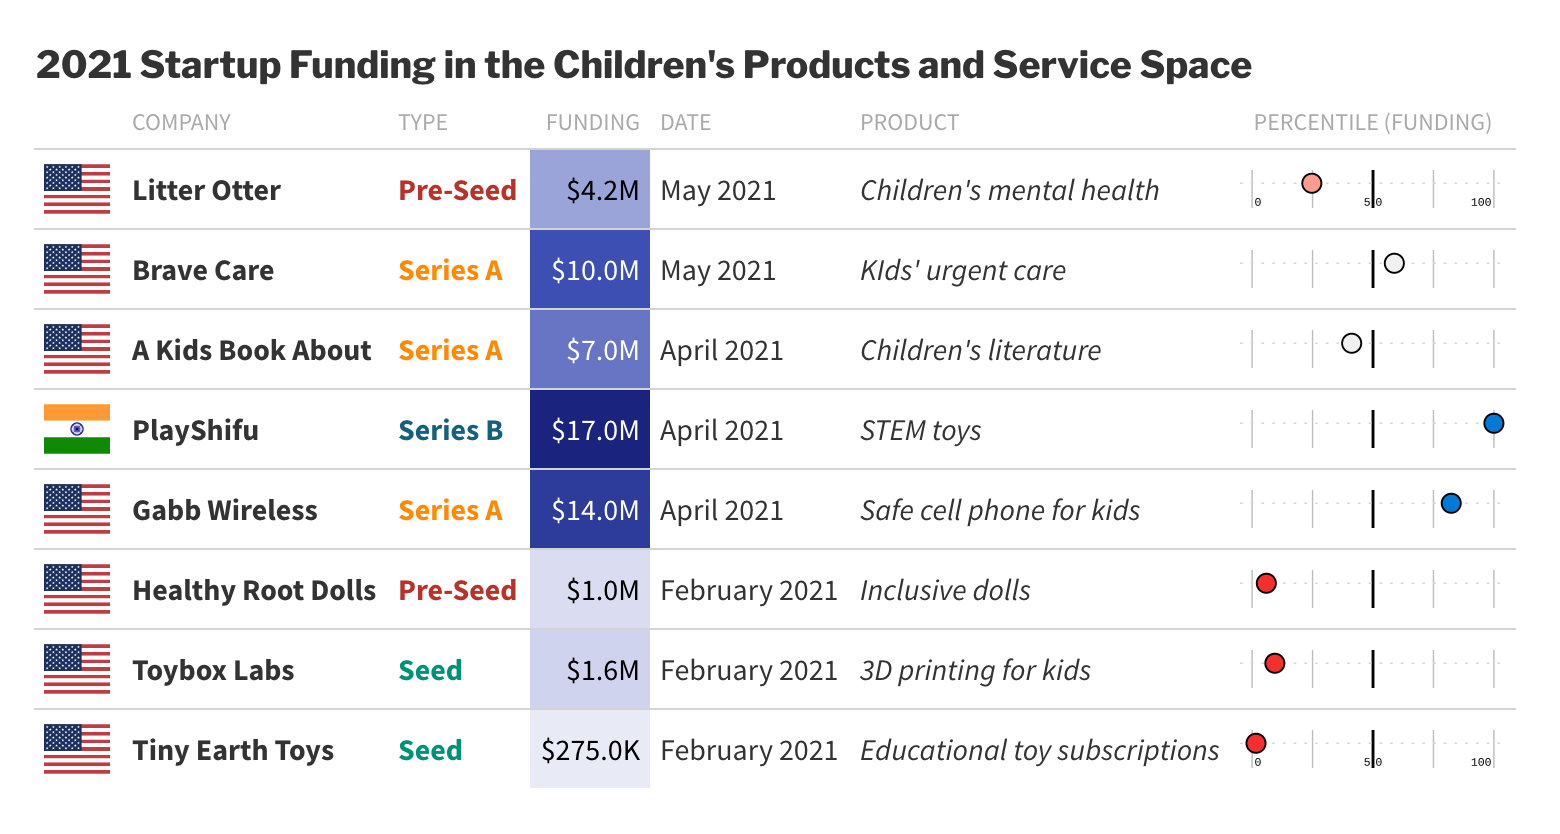 2021 Startup Funding in the Children's Products and Service Space
COMPANY TYPE FUNDING DATE PRODUCT PERCENTILE (FUNDING)
Litter Otter Pre-Seed $4.2M May 2021 Children's mental health 0 50 100
Brave Care Series A $10.0M May 2021 KIds' urgent care
A Kids Book About Series A $7.0M April 2021 Children's literature
PlayShifu Series B $17.0M April 2021 STEM toys
Gabb Wireless Series A $14.0M April 2021 Safe cell phone for kids
Healthy Root Dolls Pre-Seed $1.0M February 2021 Inclusive dolls
Toybox Labs Seed $1.6M February 2021 3D printing for kids
Tiny Earth Toys Seed $275.0K February 2021 Educational toy subscriptions 0 50 100